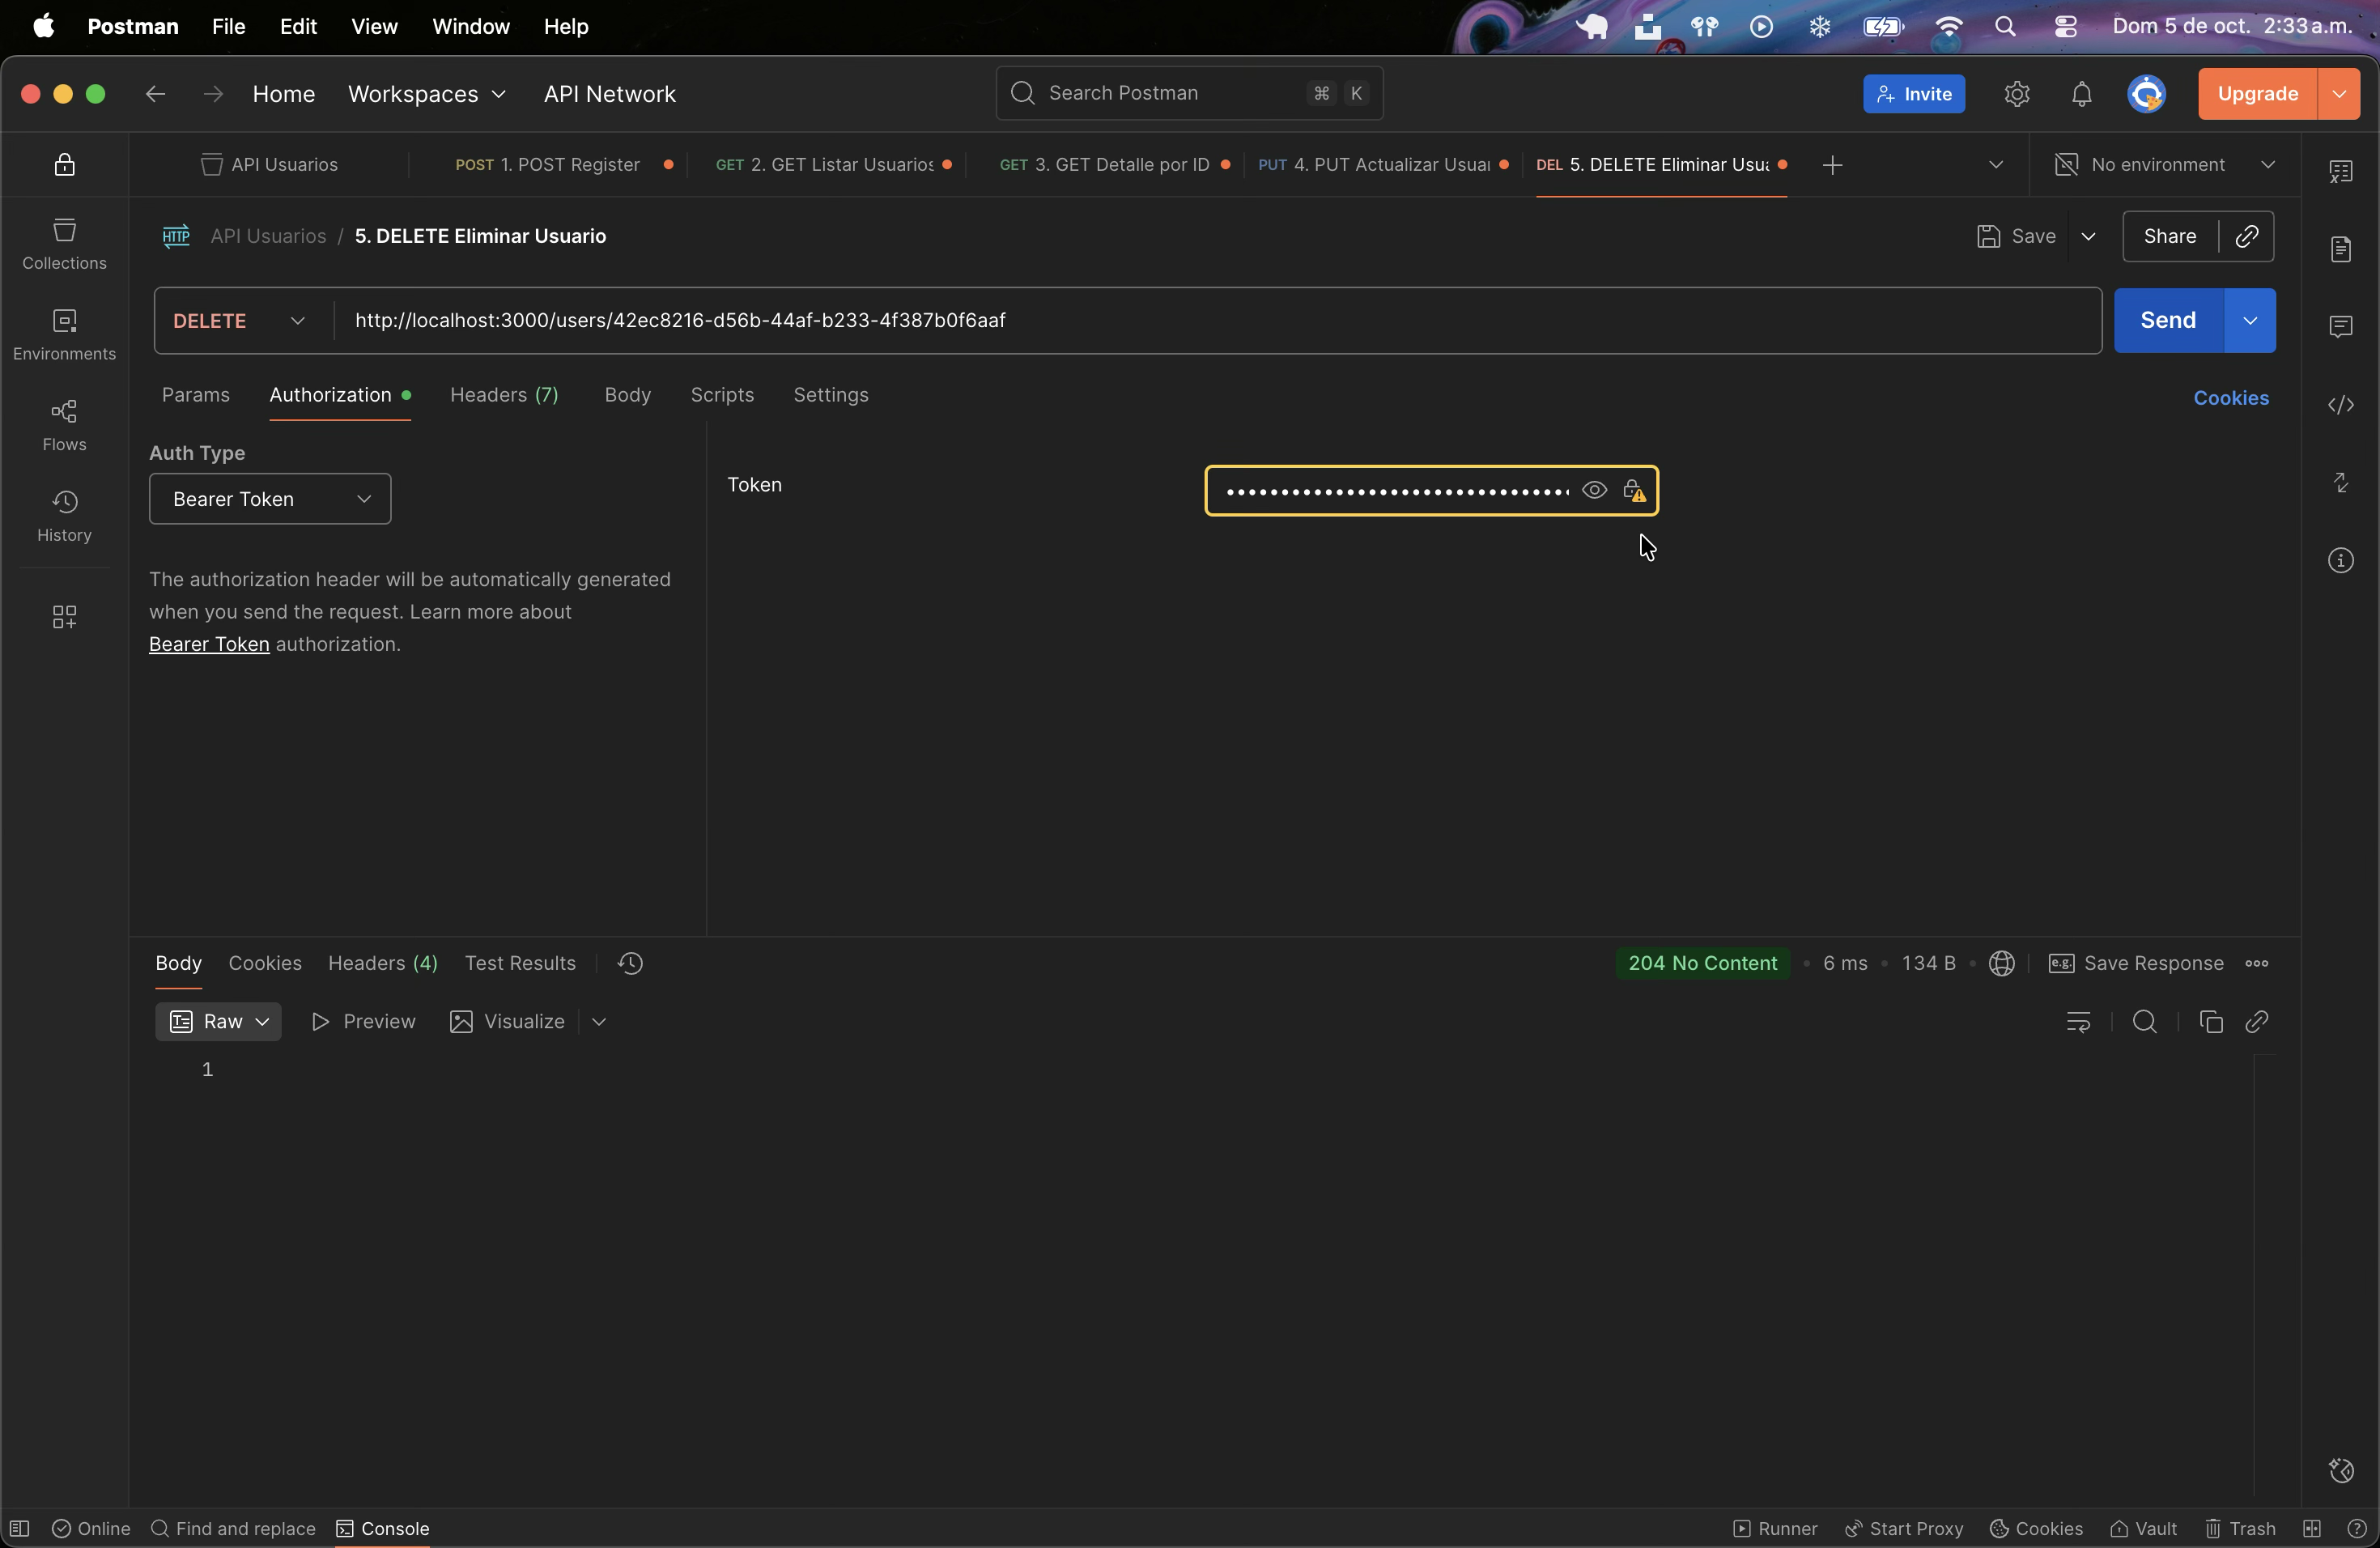 Postman File Edit View Window Help Dom 5 de oct. 2:33 a.m.
Home Workspaces API Network Search Postman ⌘ K Invite Upgrade
API Usuarios POST 1. POST Register GET 2. GET Listar Usuarios GET 3. GET Detalle por ID PUT 4. PUT Actualizar Usuar DEL 5. DELETE Eliminar Usua No environment
HTTP API Usuarios / 5. DELETE Eliminar Usuario Save Share
Collections
DELETE http://localhost:3000/users/42ec8216-d56b-44af-b233-4f387b0f6aaf Send
Environments
Params Authorization Headers (7) Body Scripts Settings Cookies
Flows
Auth Type
Bearer Token
Token
History
The authorization header will be automatically generated
when you send the request. Learn more about
Bearer Token authorization.
Body Cookies Headers (4) Test Results 204 No Content 6 ms 134 B e.g. Save Response
Raw Preview Visualize
1
Online Find and replace Console Runner Start Proxy Cookies Vault Trash